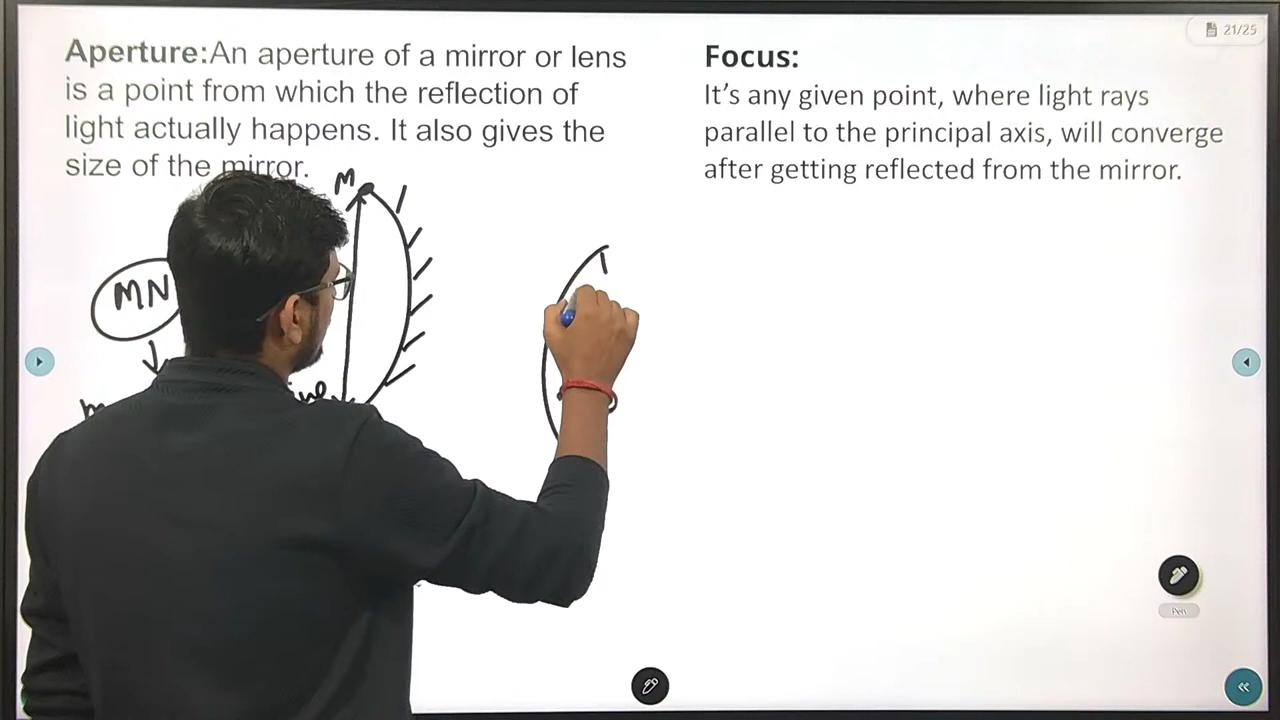 Aperture:An aperture of a mirror or lens
is a point from which the reflection of
light actually happens. It also gives the
size of the mirror.
Focus:
It's any given point, where light rays
parallel to the principal axis, will converge
after getting reflected from the mirror.
21/25
M
MN
Pen